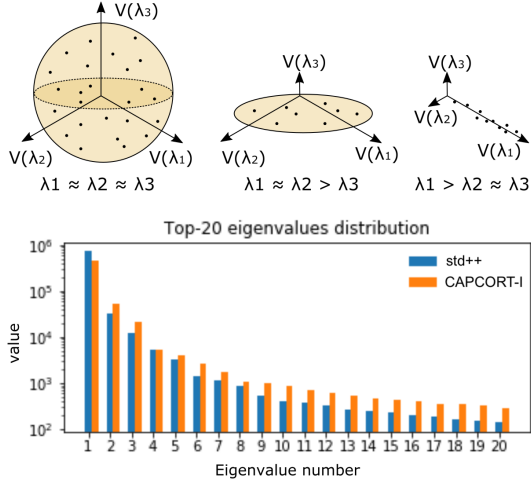 V(λ3)
V(λ2) V(λ1)
λ1 ≈ λ2 ≈ λ3
V(λ3)
V(λ2) V(λ1)
λ1 ≈ λ2 > λ3
V(λ3)
V(λ2)
V(λ1)
λ1 > λ2 ≈ λ3
Top-20 eigenvalues distribution
std++
CAPCORT-I
value
10^6
10^5
10^4
10^3
10^2
1 2 3 4 5 6 7 8 9 10 11 12 13 14 15 16 17 18 19 20
Eigenvalue number